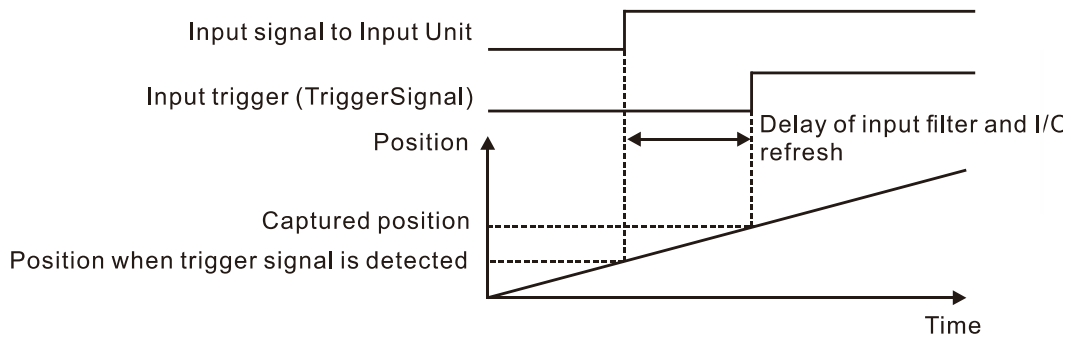 Input signal to Input Unit
Input trigger (TriggerSignal)
Delay of input filter and I/O
refresh
Position
Captured position
Position when trigger signal is detected
Time